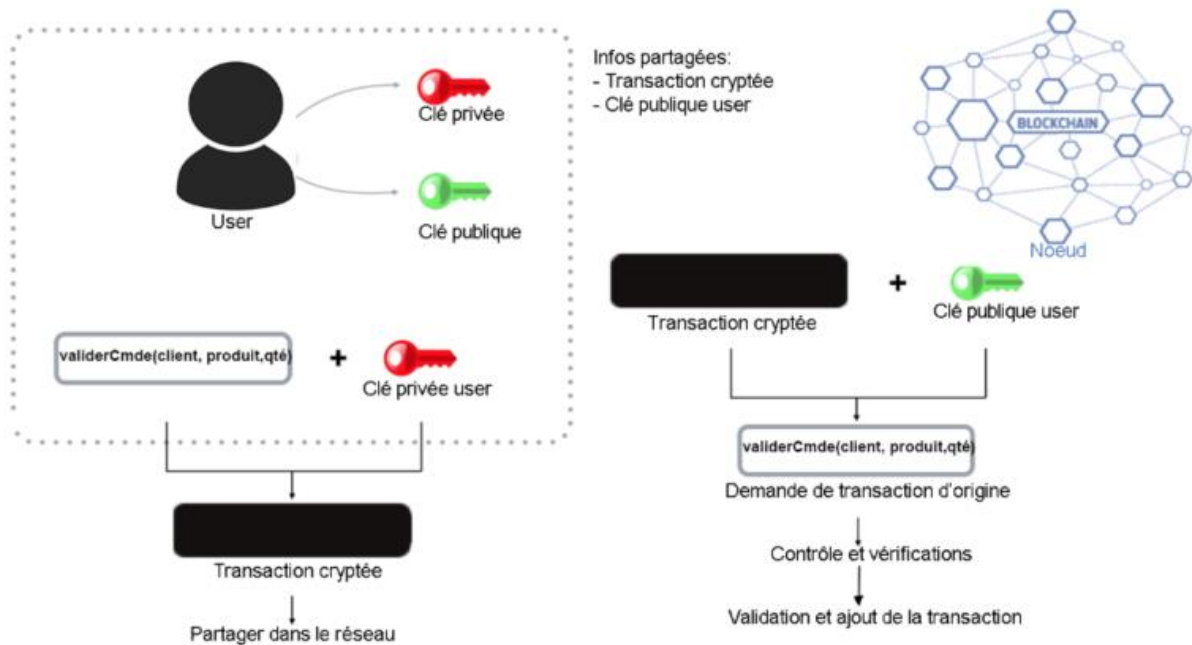 User
Clé privée
Clé publique
validerCmde(client, produit,qté)
+
Clé privée user
Transaction cryptée
Partager dans le réseau
Infos partagées:
- Transaction cryptée
- Clé publique user
BLOCKCHAIN
Noeud
+
Transaction cryptée
Clé publique user
validerCmde(client, produit,qté)
Demande de transaction d'origine
Contrôle et vérifications
Validation et ajout de la transaction